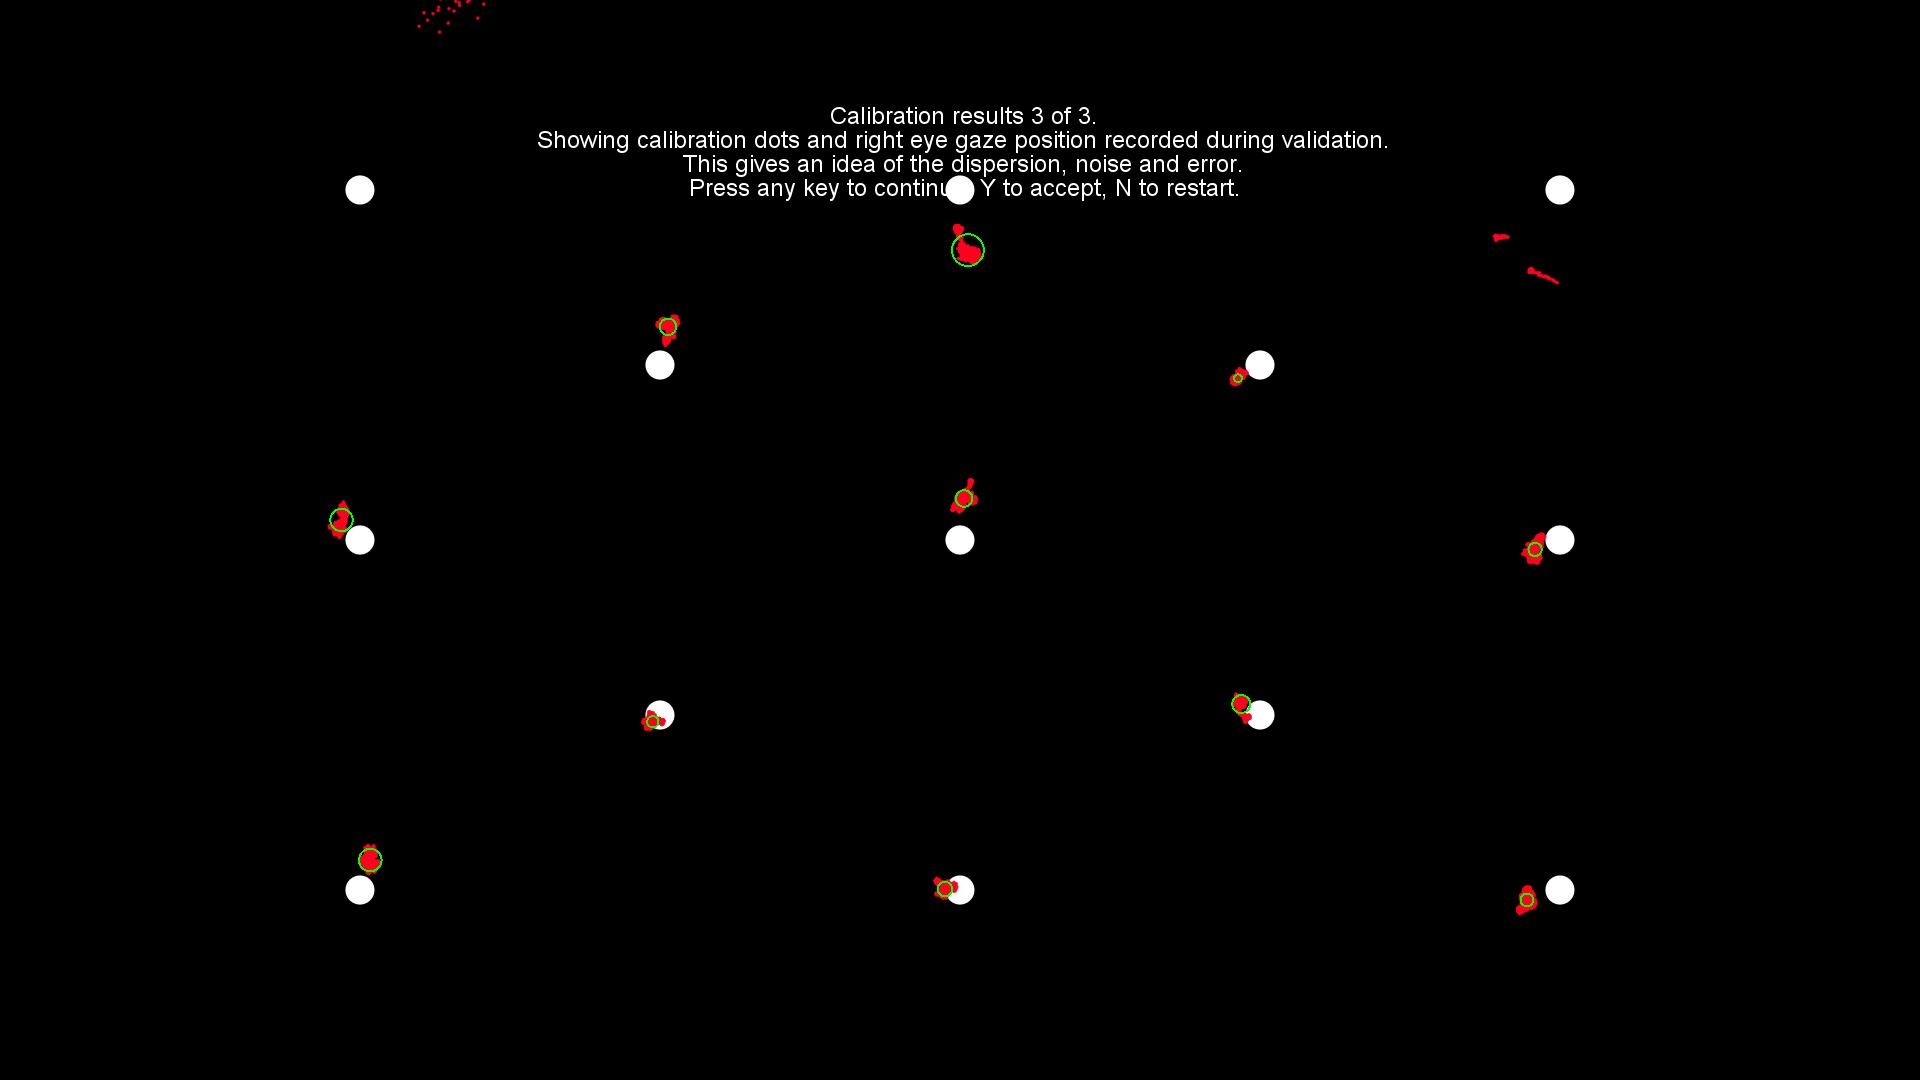 Calibration results 3 of 3.
Showing calibration dots and right eye gaze position recorded during validation.
This gives an idea of the dispersion, noise and error.
Press any key to continu Y to accept, N to restart.